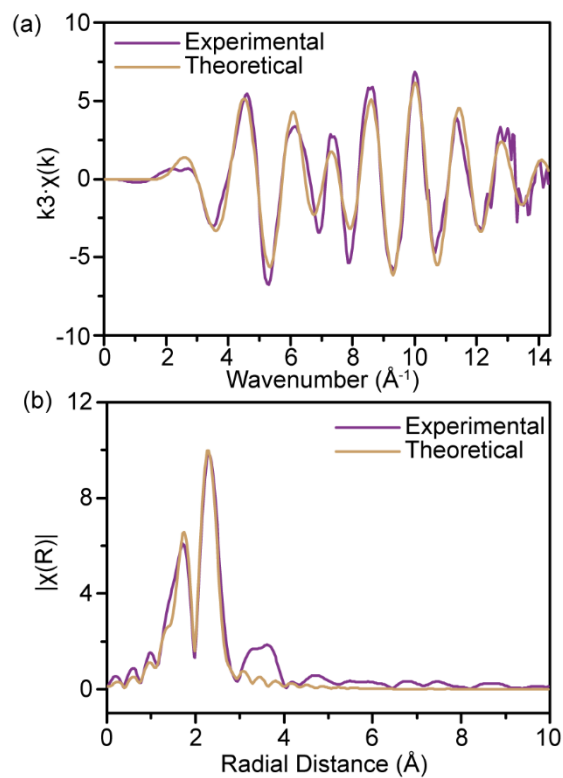 (a)
10
Experimental
Theoretical
5
k3·χ(k)
0
-5
-10
0 2 4 6 8 10 12 14
Wavenumber (Å⁻¹)
(b)
12
Experimental
Theoretical
8
|χ(R)|
4
0
0 2 4 6 8 10
Radial Distance (Å)